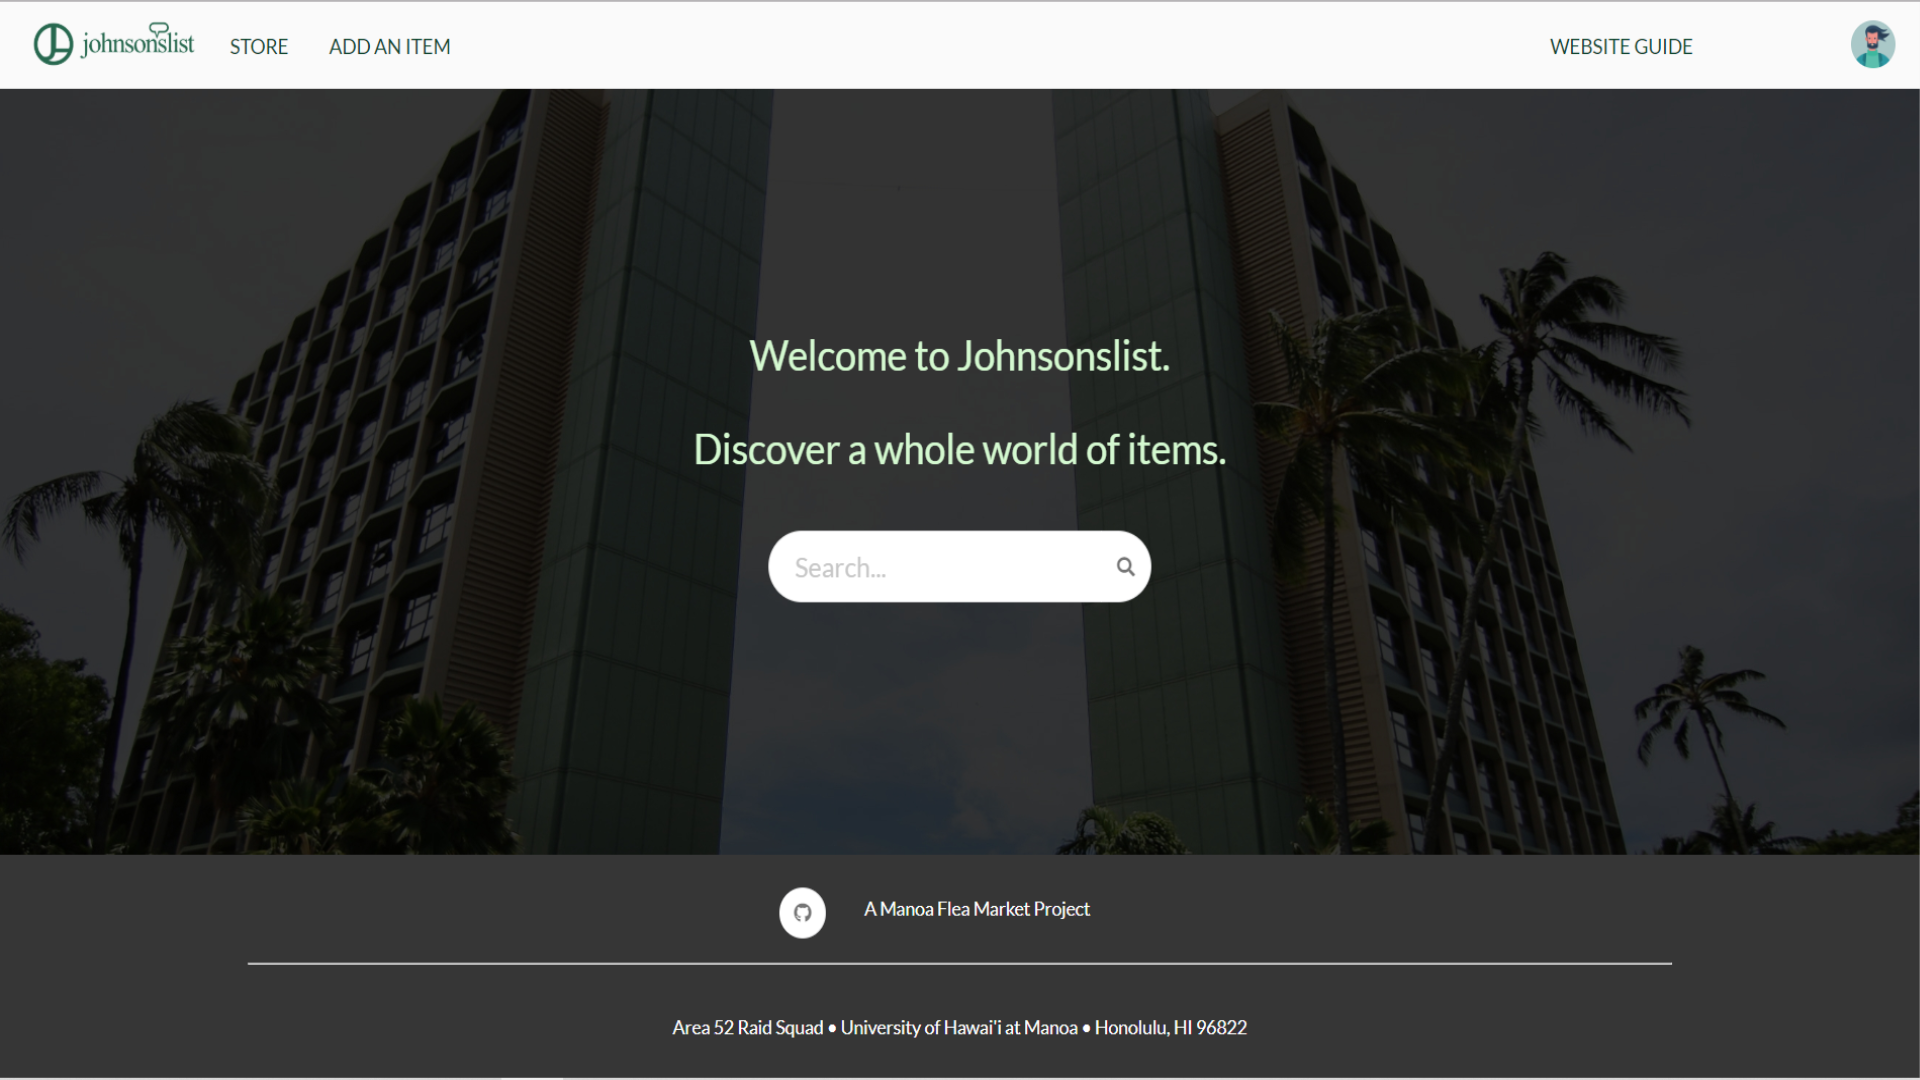 johnsonslist STORE ADD AN ITEM WEBSITE GUIDE
Welcome to Johnsonslist.
Discover a whole world of items.
Search...
A Manoa Flea Market Project
Area 52 Raid Squad • University of Hawai'i at Manoa • Honolulu, HI 96822